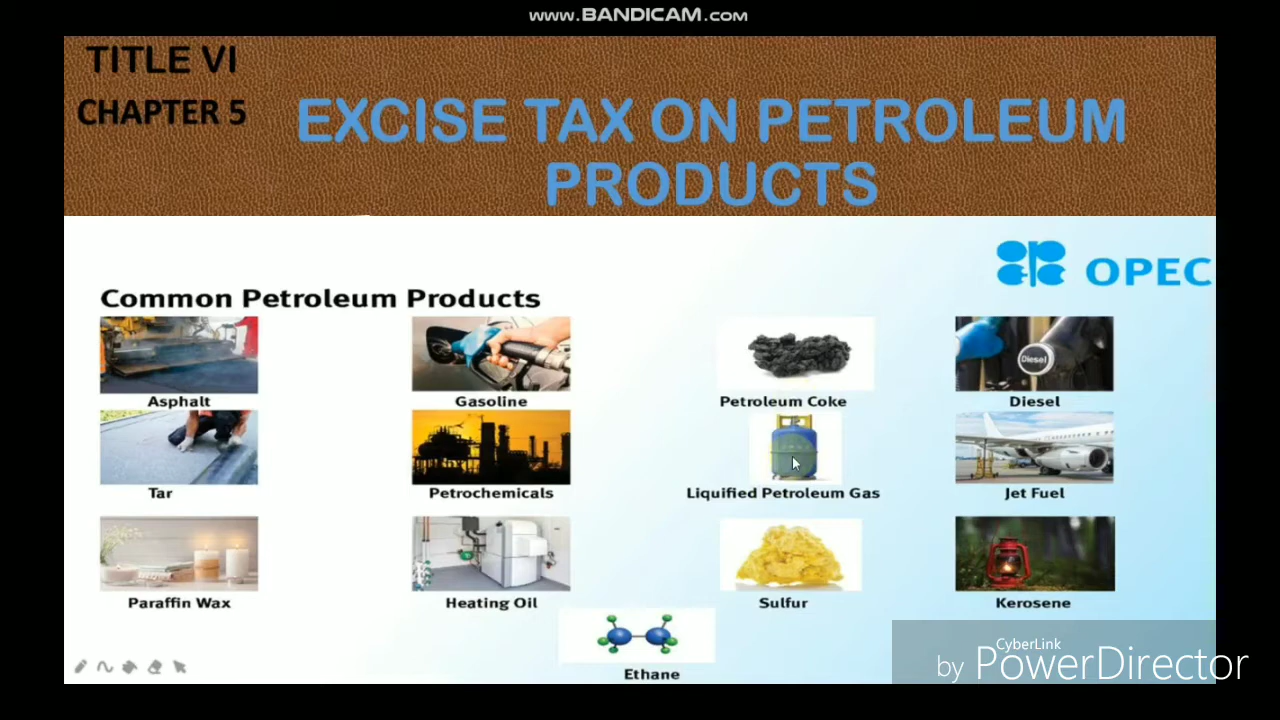 www.BANDICAM.com
TITLE VI
CHAPTER 5
EXCISE TAX ON PETROLEUM
PRODUCTS
OPEC
Common Petroleum Products
Asphalt
Gasoline
Petroleum Coke
Diesel
Diesel
Tar
Petrochemicals
Liquified Petroleum Gas
Jet Fuel
Paraffin Wax
Heating Oil
Sulfur
Kerosene
Ethane
CyberLink
by PowerDirector